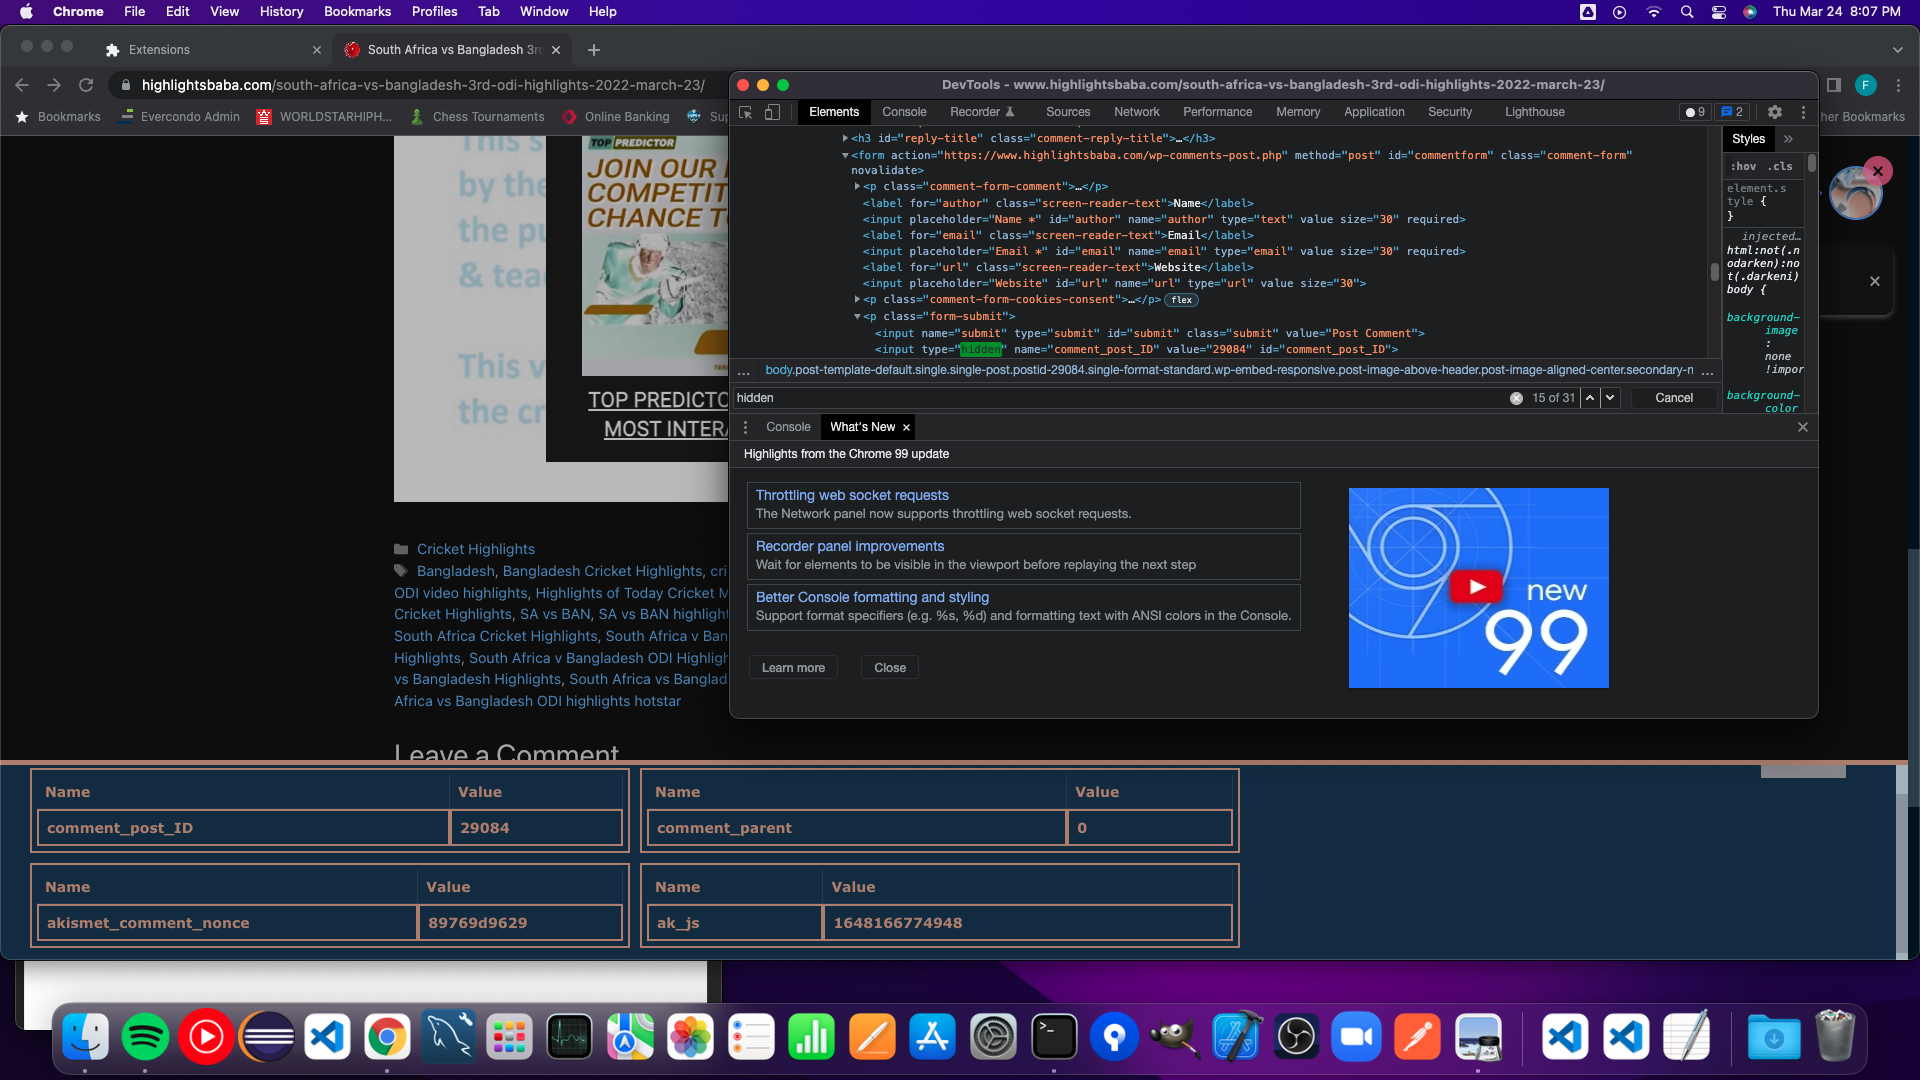 Chrome File Edit View History Bookmarks Profiles Tab Window Help Thu Mar 24 8:07 PM
Extensions
South Africa vs Bangladesh 3r
highlightsbaba.com/south-africa-vs-bangladesh-3rd-odi-highlights-2022-march-23/
F
Bookmarks Evercondo Admin WORLDSTARHIPH... Chess Tournaments Online Banking Sup
her Bookmarks
This s
by the
the pu
& tead
This v
the cr
TOP PREDICTOR
JOIN OUR
COMPETIT
CHANCE TO
TOP PREDICTO
MOST INTERA
Cricket Highlights
Bangladesh, Bangladesh Cricket Highlights, cri
ODI video highlights, Highlights of Today Cricket M
Cricket Highlights, SA vs BAN, SA vs BAN highlight
South Africa Cricket Highlights, South Africa v Ban
Highlights, South Africa v Bangladesh ODI Highligh
vs Bangladesh Highlights, South Africa vs Banglad
Africa vs Bangladesh ODI highlights hotstar
Leave a Comment
DevTools - www.highlightsbaba.com/south-africa-vs-bangladesh-3rd-odi-highlights-2022-march-23/
Elements Console Recorder Sources Network Performance Memory Application Security Lighthouse 9 2
<h3 id="reply-title" class="comment-reply-title">…</h3>
<form action="https://www.highlightsbaba.com/wp-comments-post.php" method="post" id="commentform" class="comment-form"
novalidate>
<p class="comment-form-comment">…</p>
<label for="author" class="screen-reader-text">Name</label>
<input placeholder="Name *" id="author" name="author" type="text" value size="30" required>
<label for="email" class="screen-reader-text">Email</label>
<input placeholder="Email *" id="email" name="email" type="email" value size="30" required>
<label for="url" class="screen-reader-text">Website</label>
<input placeholder="Website" id="url" name="url" type="url" value size="30">
<p class="comment-form-cookies-consent">…</p> flex
<p class="form-submit">
<input name="submit" type="submit" id="submit" class="submit" value="Post Comment">
<input type="hidden" name="comment_post_ID" value="29084" id="comment_post_ID">
... body.post-template-default.single.single-post.postid-29084.single-format-standard.wp-embed-responsive.post-image-above-header.post-image-aligned-center.secondary-n ...
hidden 15 of 31 Cancel
Styles »
:hov .cls
element.s
tyle {
}
injected…
html:not(.n
odarken):no
t(.darkeni)
body {
background-
image
:
none
!impor
background-
color
Console What's New
Highlights from the Chrome 99 update
Throttling web socket requests
The Network panel now supports throttling web socket requests.
Recorder panel improvements
Wait for elements to be visible in the viewport before replaying the next step
Better Console formatting and styling
Support format specifiers (e.g. %s, %d) and formatting text with ANSI colors in the Console.
Learn more Close
new
99
Name Value
comment_post_ID 29084
Name Value
comment_parent 0
Name Value
akismet_comment_nonce 89769d9629
Name Value
ak_js 1648166774948